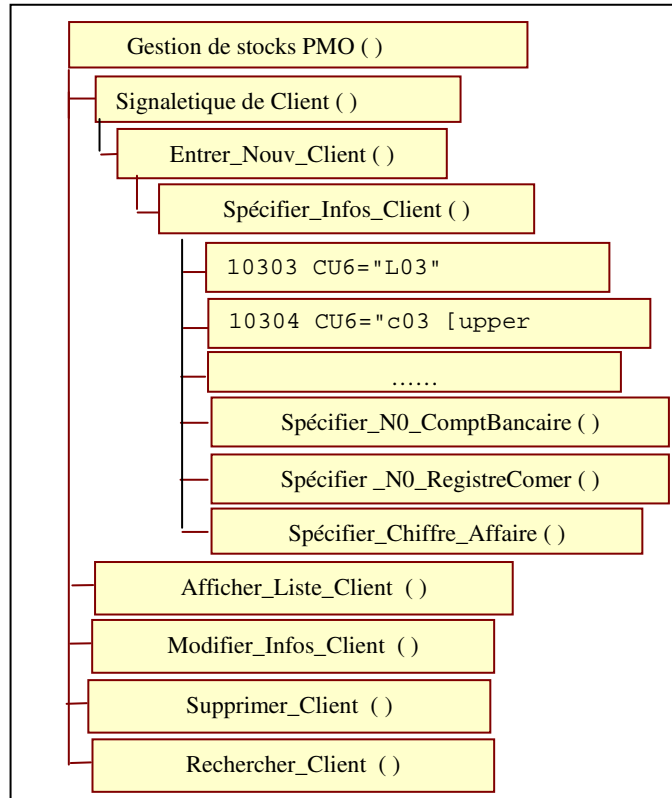 Gestion de stocks PMO ( )
Signaletique de Client ( )
Entrer_Nouv_Client ( )
Spécifier_Infos_Client ( )
10303 CU6="L03"
10304 CU6="c03 [upper
……
Spécifier_N0_ComptBancaire ( )
Spécifier _N0_RegistreComer ( )
Spécifier_Chiffre_Affaire ( )
Afficher_Liste_Client ( )
Modifier_Infos_Client ( )
Supprimer_Client ( )
Rechercher_Client ( )